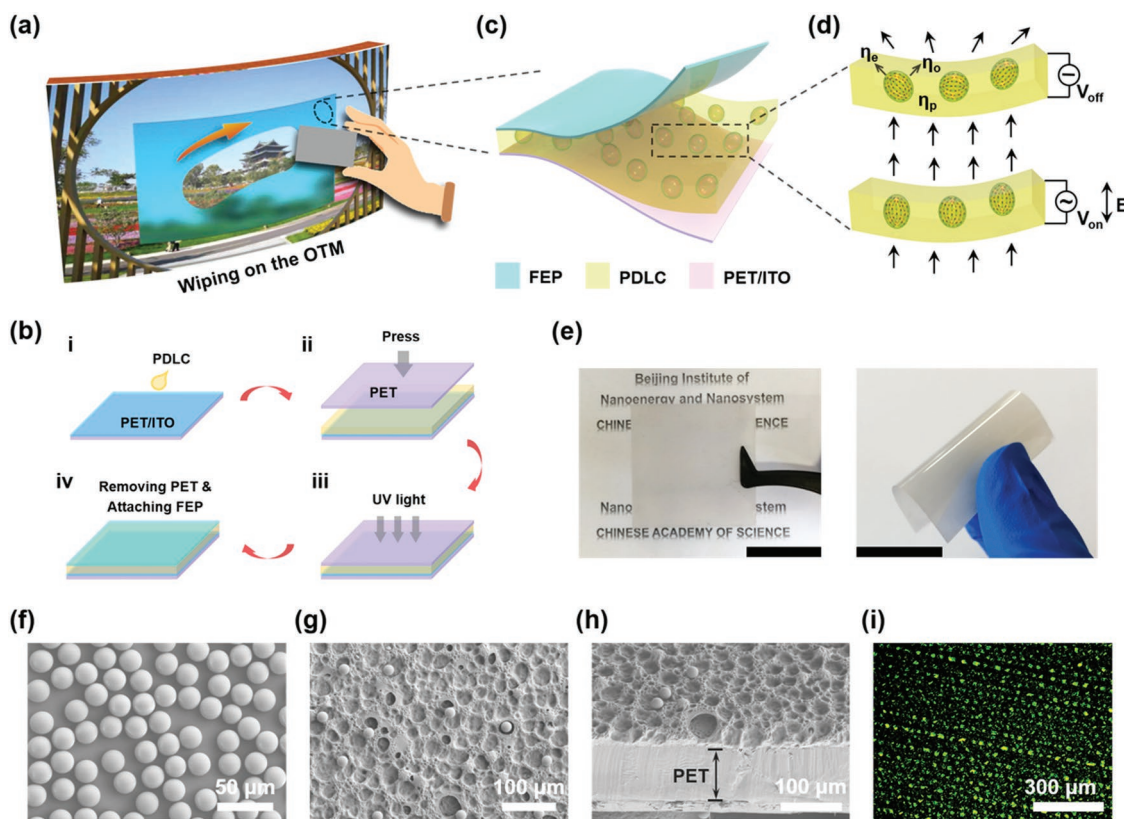 (a)
Wiping on the OTM
(c)
FEP
PDLC
PET/ITO
(d)
ηe
ηo
ηp
Voff
Von
E
(b)
i
PDLC
PET/ITO
ii
Press
PET
iv
Removing PET &
Attaching FEP
iii
UV light
(e)
Beijing Institute of
Nanoenergy and Nanosystem
CHINE ENCE
Nano stem
CHINESE ACADEMY OF SCIENCE
(f)
50 μm
(g)
100 μm
(h)
PET
100 μm
(i)
300 μm